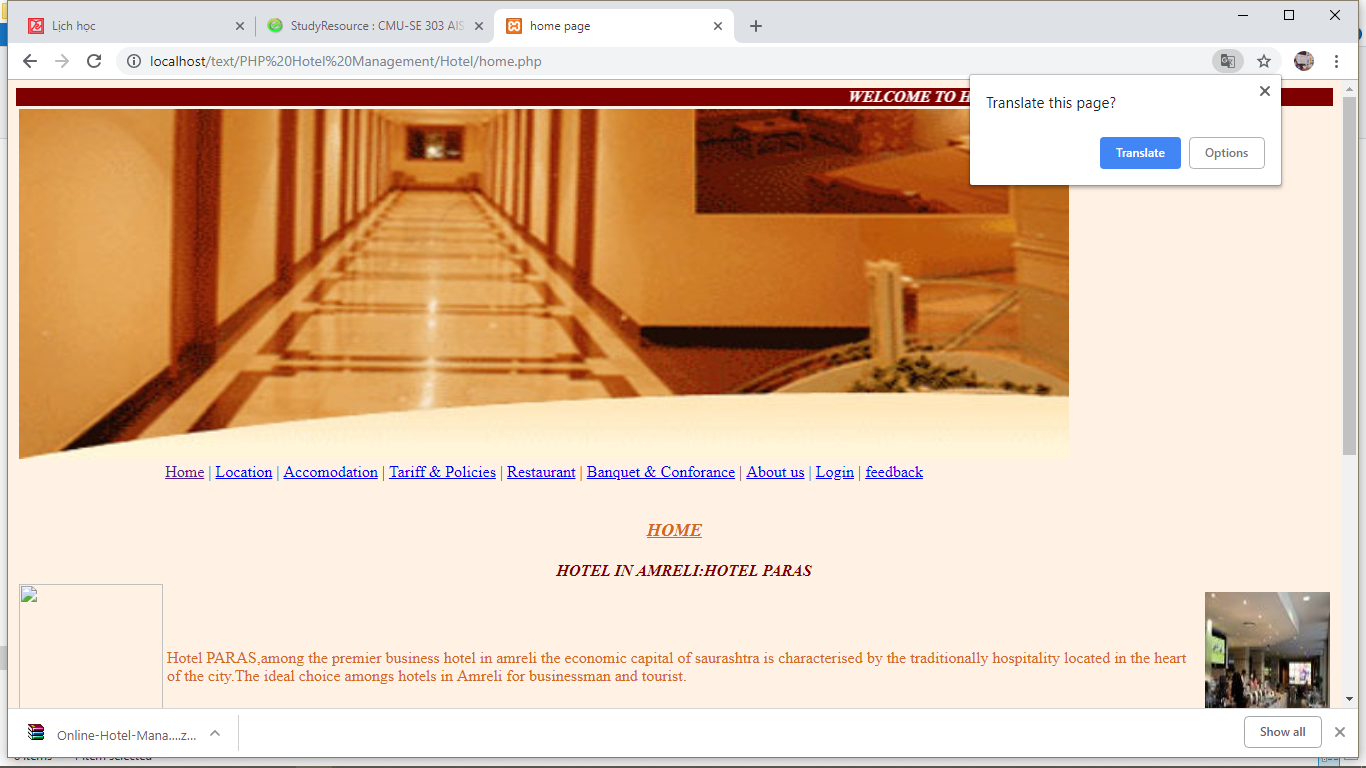 Lịch học
StudyResource : CMU-SE 303 AIS
home page
localhost/text/PHP%20Hotel%20Management/Hotel/home.php
WELCOME TO H
Translate this page?
Translate
Options
Home | Location | Accomodation | Tariff & Policies | Restaurant | Banquet & Conforance | About us | Login | feedback
HOME
HOTEL IN AMRELI:HOTEL PARAS
Hotel PARAS,among the premier business hotel in amreli the economic capital of saurashtra is characterised by the traditionally hospitality located in the heart
of the city.The ideal choice amongs hotels in Amreli for businessman and tourist.
Online-Hotel-Mana....z...
Show all